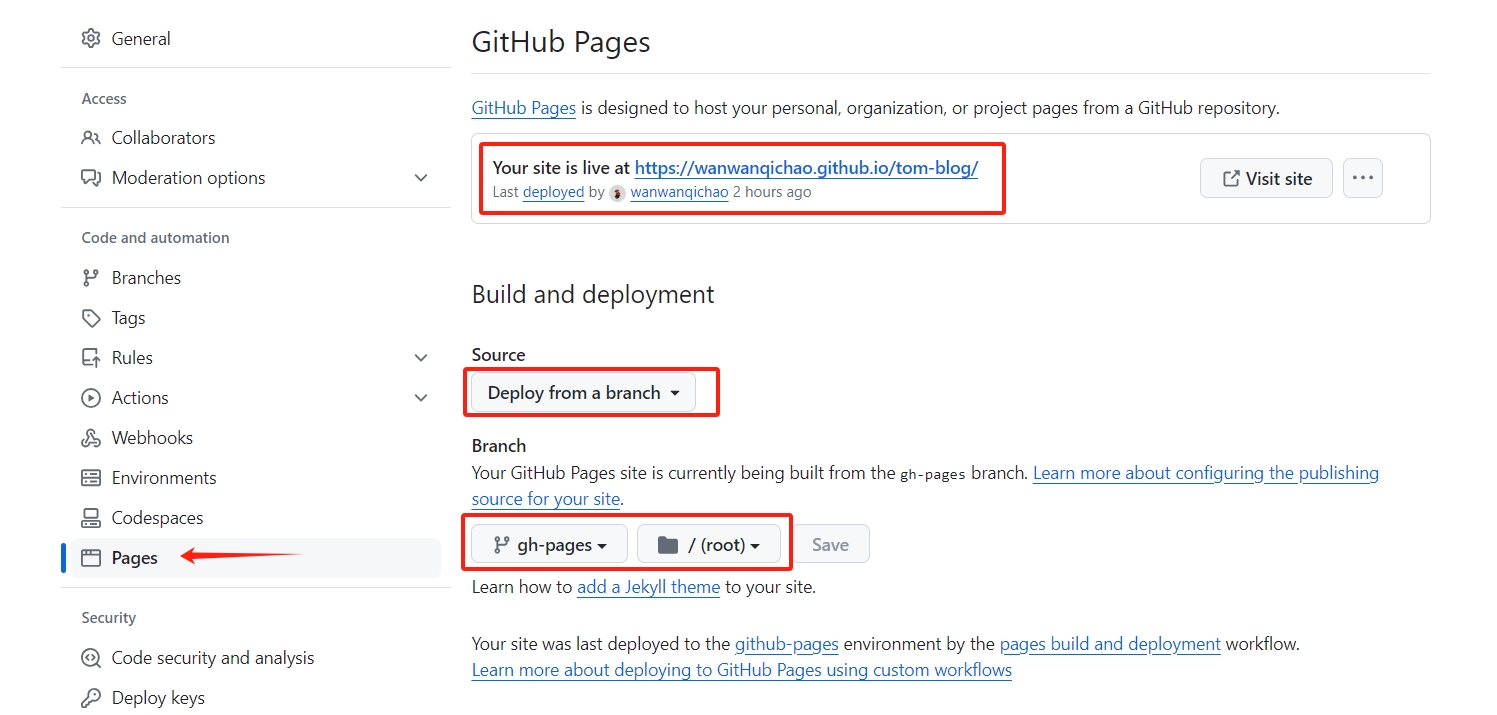 General
Access
Collaborators
Moderation options
Code and automation
Branches
Tags
Rules
Actions
Webhooks
Environments
Codespaces
Pages
Security
Code security and analysis
Deploy keys
GitHub Pages
GitHub Pages is designed to host your personal, organization, or project pages from a GitHub repository.
Your site is live at https://wanwanqichao.github.io/tom-blog/
Last deployed by wanwanqichao 2 hours ago
Visit site
Build and deployment
Source
Deploy from a branch
Branch
Your GitHub Pages site is currently being built from the gh-pages branch. Learn more about configuring the publishing
source for your site.
gh-pages / (root) Save
Learn how to add a Jekyll theme to your site.
Your site was last deployed to the github-pages environment by the pages build and deployment workflow.
Learn more about deploying to GitHub Pages using custom workflows